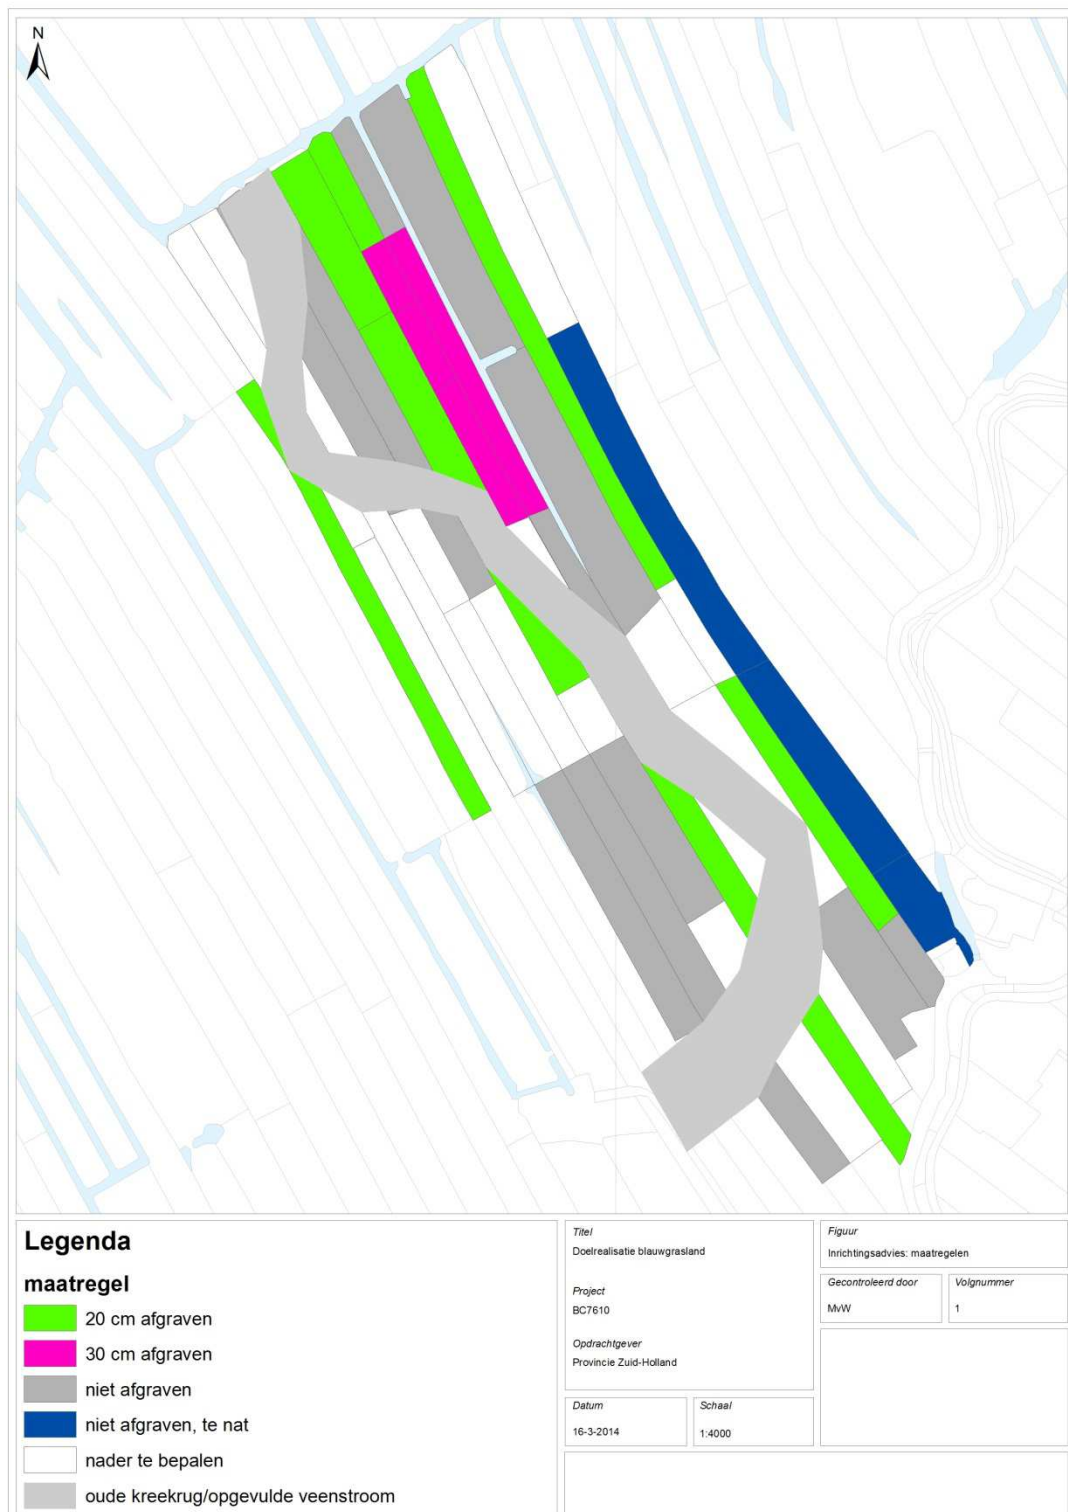 N
Legenda
maatregel
20 cm afgraven
30 cm afgraven
niet afgraven
niet afgraven, te nat
nader te bepalen
oude kreekrug/opgevulde veenstroom
Titel
Doelrealisatie blauwgrasland
Project
BC7610
Opdrachtgever
Provincie Zuid-Holland
Datum
16-3-2014
Schaal
1:4000
Figuur
Inrichtingsadvies: maatregelen
Gecontroleerd door
MvW
Volgnummer
1